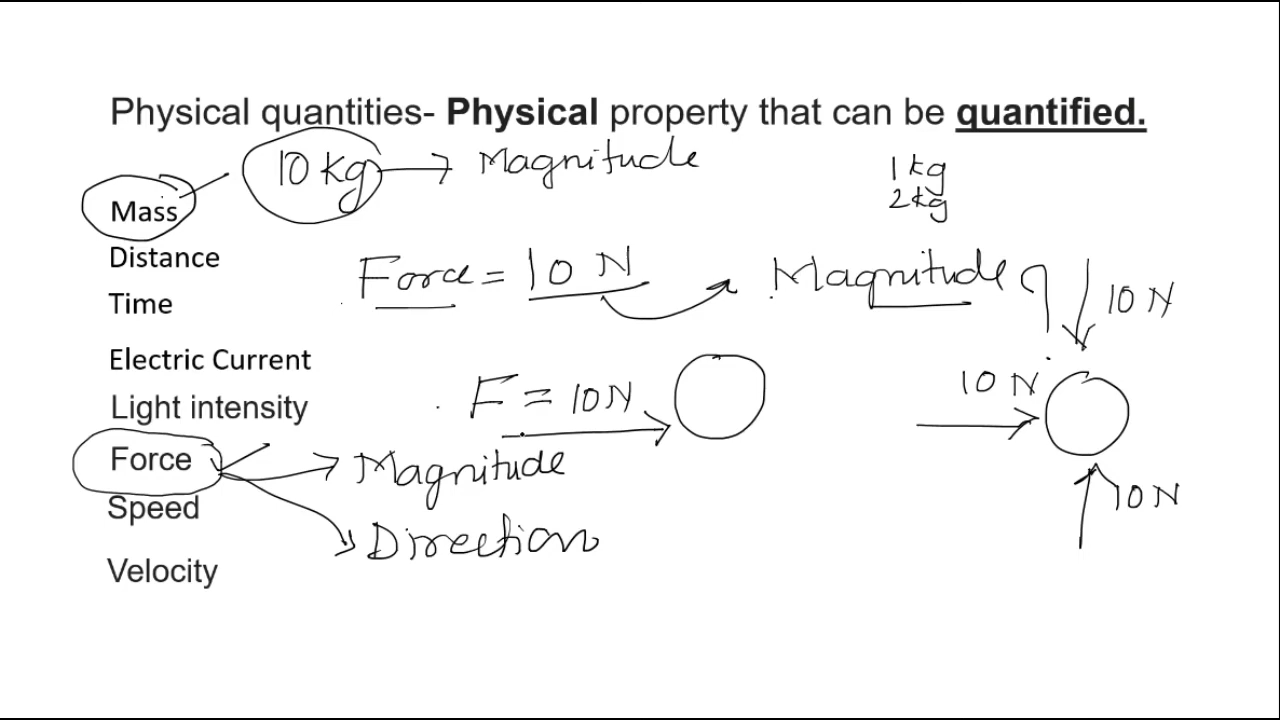 Physical quantities- Physical property that can be quantified.
10 kg → Magnitude
1 kg
2 kg
Mass
Distance
Force = 10 N Magnitude
10 N
Time
Electric Current
F = 10N
10 N
Light intensity
Force
Magnitude
Speed
10 N
Direction
Velocity